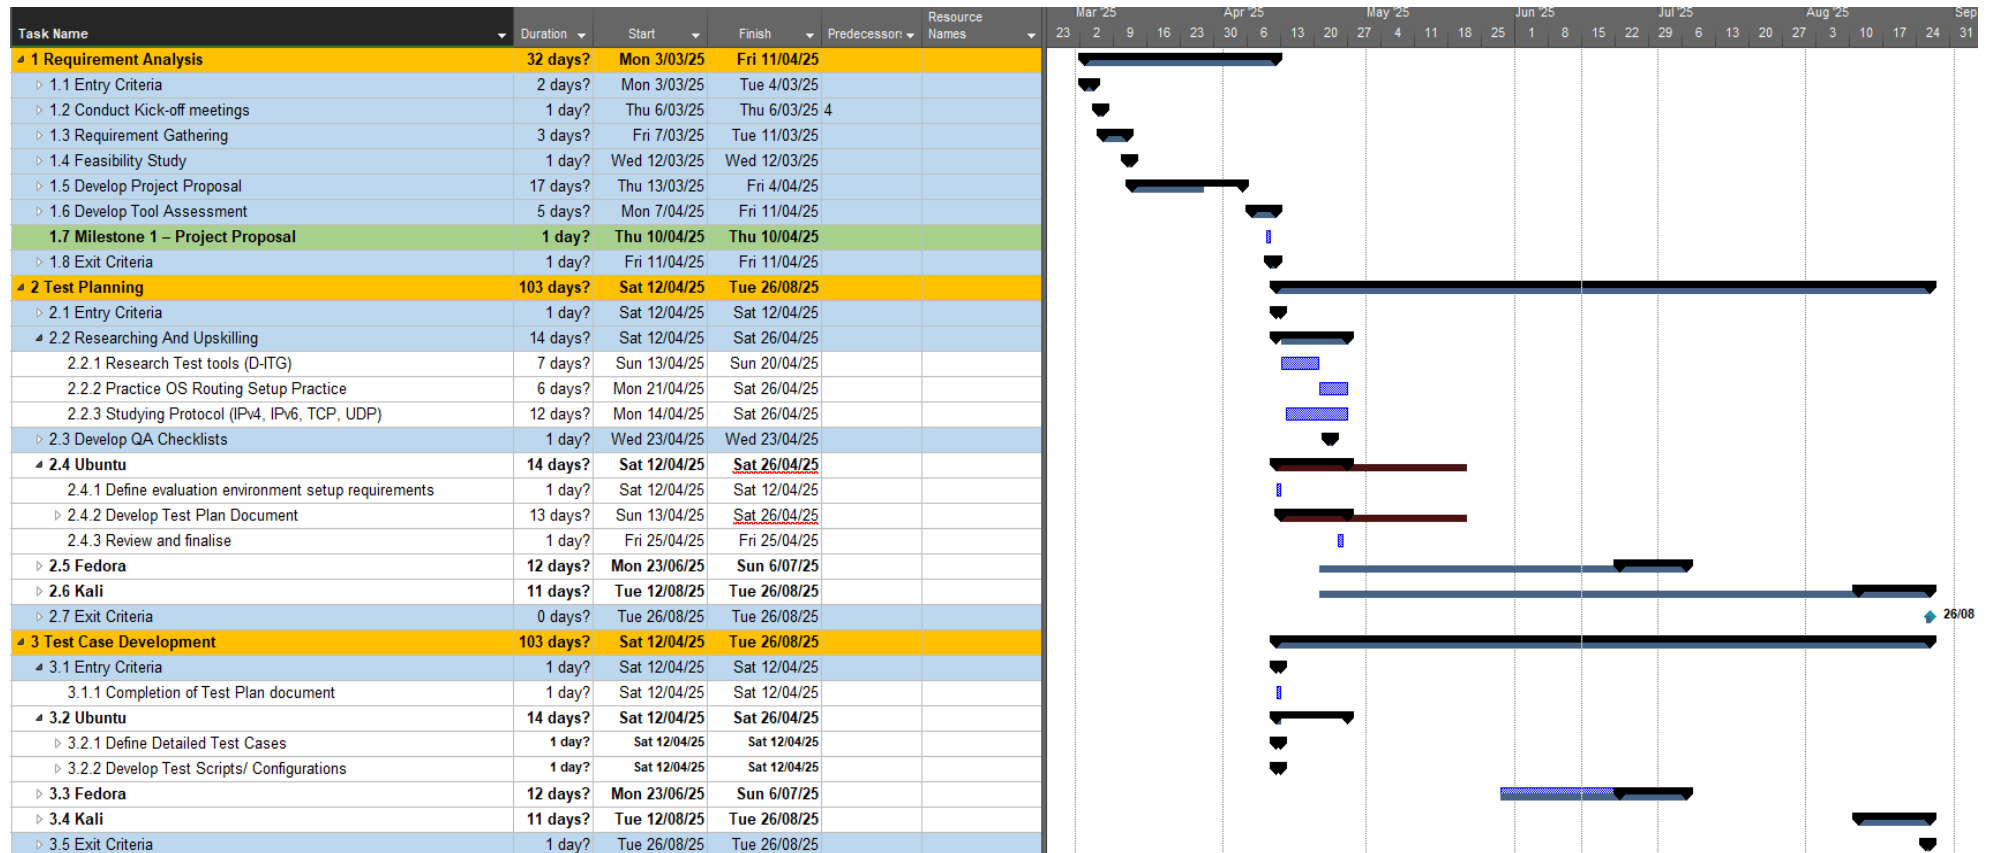 Task Name Duration Start Finish Predecessors Resource Names
Mar '25 Apr '25 May '25 Jun '25 Jul '25 Aug '25 Sep
23 2 9 16 23 30 6 13 20 27 4 11 18 25 1 8 15 22 29 6 13 20 27 3 10 17 24 31
1 Requirement Analysis 32 days? Mon 3/03/25 Fri 11/04/25
1.1 Entry Criteria 2 days? Mon 3/03/25 Tue 4/03/25
1.2 Conduct Kick-off meetings 1 day? Thu 6/03/25 Thu 6/03/25 4
1.3 Requirement Gathering 3 days? Fri 7/03/25 Tue 11/03/25
1.4 Feasibility Study 1 day? Wed 12/03/25 Wed 12/03/25
1.5 Develop Project Proposal 17 days? Thu 13/03/25 Fri 4/04/25
1.6 Develop Tool Assessment 5 days? Mon 7/04/25 Fri 11/04/25
1.7 Milestone 1 – Project Proposal 1 day? Thu 10/04/25 Thu 10/04/25
1.8 Exit Criteria 1 day? Fri 11/04/25 Fri 11/04/25
2 Test Planning 103 days? Sat 12/04/25 Tue 26/08/25
2.1 Entry Criteria 1 day? Sat 12/04/25 Sat 12/04/25
2.2 Researching And Upskilling 14 days? Sat 12/04/25 Sat 26/04/25
2.2.1 Research Test tools (D-ITG) 7 days? Sun 13/04/25 Sun 20/04/25
2.2.2 Practice OS Routing Setup Practice 6 days? Mon 21/04/25 Sat 26/04/25
2.2.3 Studying Protocol (IPv4, IPv6, TCP, UDP) 12 days? Mon 14/04/25 Sat 26/04/25
2.3 Develop QA Checklists 1 day? Wed 23/04/25 Wed 23/04/25
2.4 Ubuntu 14 days? Sat 12/04/25 Sat 26/04/25
2.4.1 Define evaluation environment setup requirements 1 day? Sat 12/04/25 Sat 12/04/25
2.4.2 Develop Test Plan Document 13 days? Sun 13/04/25 Sat 26/04/25
2.4.3 Review and finalise 1 day? Fri 25/04/25 Fri 25/04/25
2.5 Fedora 12 days? Mon 23/06/25 Sun 6/07/25
2.6 Kali 11 days? Tue 12/08/25 Tue 26/08/25
2.7 Exit Criteria 0 days? Tue 26/08/25 Tue 26/08/25 26/08
3 Test Case Development 103 days? Sat 12/04/25 Tue 26/08/25
3.1 Entry Criteria 1 day? Sat 12/04/25 Sat 12/04/25
3.1.1 Completion of Test Plan document 1 day? Sat 12/04/25 Sat 12/04/25
3.2 Ubuntu 14 days? Sat 12/04/25 Sat 26/04/25
3.2.1 Define Detailed Test Cases 1 day? Sat 12/04/25 Sat 12/04/25
3.2.2 Develop Test Scripts/ Configurations 1 day? Sat 12/04/25 Sat 12/04/25
3.3 Fedora 12 days? Mon 23/06/25 Sun 6/07/25
3.4 Kali 11 days? Tue 12/08/25 Tue 26/08/25
3.5 Exit Criteria 1 day? Tue 26/08/25 Tue 26/08/25